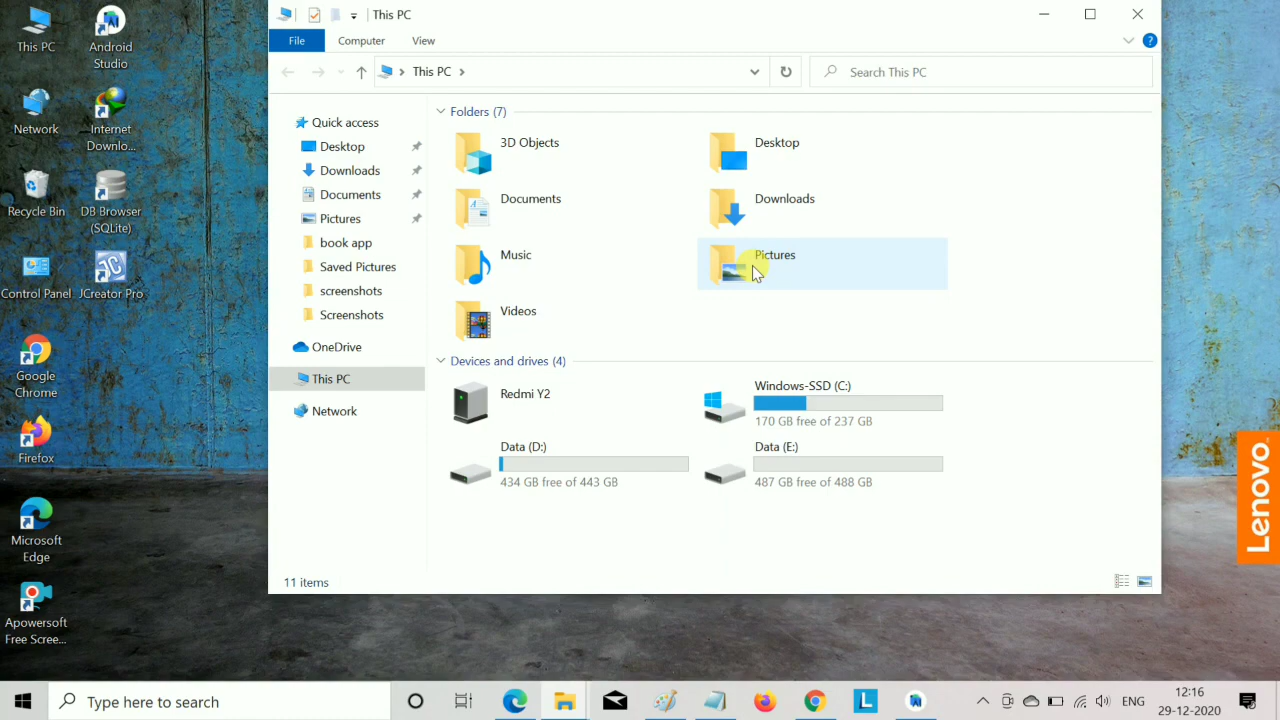 This PC
Android
Studio
Network
Internet
Downlo...
Recycle Bin
DB Browser
(SQLite)
Control Panel
JCreator Pro
Google
Chrome
Firefox
Microsoft
Edge
Apowersoft
Free Scree...
This PC
File
Computer
View
This PC
Search This PC
Quick access
Desktop
Downloads
Documents
Pictures
book app
Saved Pictures
screenshots
Screenshots
OneDrive
This PC
Network
Folders (7)
3D Objects
Desktop
Documents
Downloads
Music
Pictures
Videos
Devices and drives (4)
Redmi Y2
Windows-SSD (C:)
170 GB free of 237 GB
Data (D:)
434 GB free of 443 GB
Data (E:)
487 GB free of 488 GB
11 items
Lenovo
Type here to search
ENG
12:16
29-12-2020